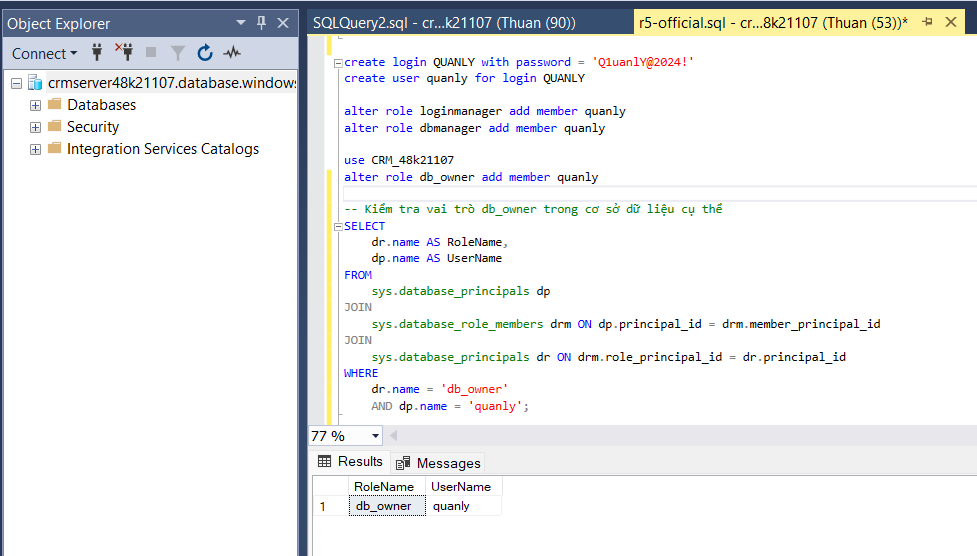 Object Explorer
Connect
crmserver48k21107.database.windows
Databases
Security
Integration Services Catalogs
SQLQuery2.sql - cr...k21107 (Thuan (90))
r5-official.sql - cr...8k21107 (Thuan (53))*
create login QUANLY with password = 'Q1uanlY@2024!'
create user quanly for login QUANLY
alter role loginmanager add member quanly
alter role dbmanager add member quanly
use CRM_48k21107
alter role db_owner add member quanly
-- Kiểm tra vai trò db_owner trong cơ sở dữ liệu cụ thể
SELECT
dr.name AS RoleName,
dp.name AS UserName
FROM
sys.database_principals dp
JOIN
sys.database_role_members drm ON dp.principal_id = drm.member_principal_id
JOIN
sys.database_principals dr ON drm.role_principal_id = dr.principal_id
WHERE
dr.name = 'db_owner'
AND dp.name = 'quanly';
77 %
Results
Messages
RoleName UserName
1 db_owner quanly